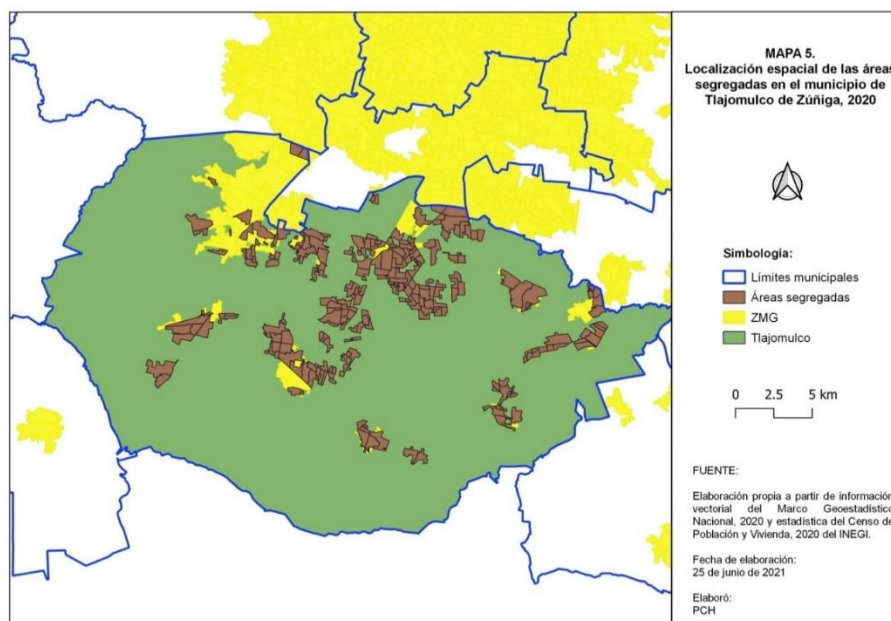 MAPA 5.
Localización espacial de las áreas
segregadas en el municipio de
Tlajomulco de Zúñiga, 2020
Simbología:
Límites municipales
Áreas segregadas
ZMG
Tlajomulco
0 2.5 5 km
FUENTE:
Elaboración propia a partir de información
vectorial del Marco Geoestadístico
Nacional, 2020 y estadística del Censo de
Población y Vivienda, 2020 del INEGI.
Fecha de elaboración:
25 de junio de 2021
Elaboró:
PCH